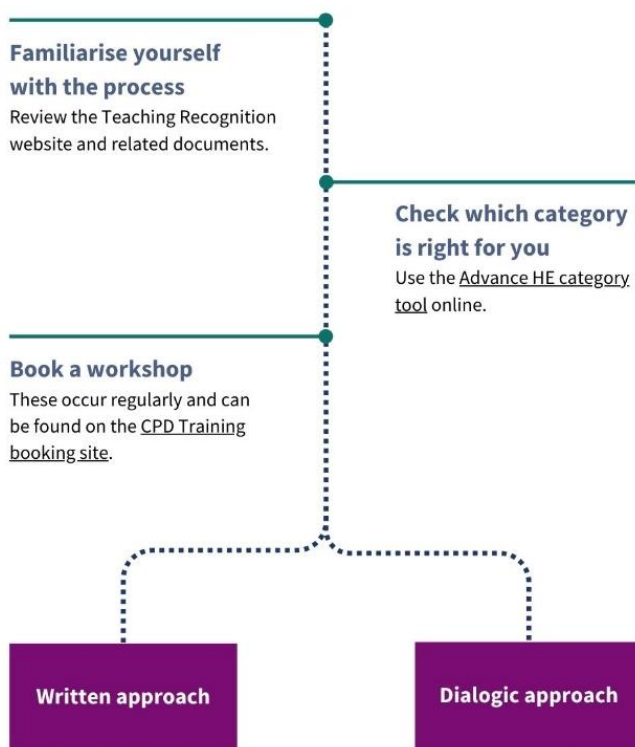 Familiarise yourself
with the process
Review the Teaching Recognition
website and related documents.
Check which category
is right for you
Use the Advance HE category
tool online.
Book a workshop
These occur regularly and can
be found on the CPD Training
booking site.
Written approach
Dialogic approach